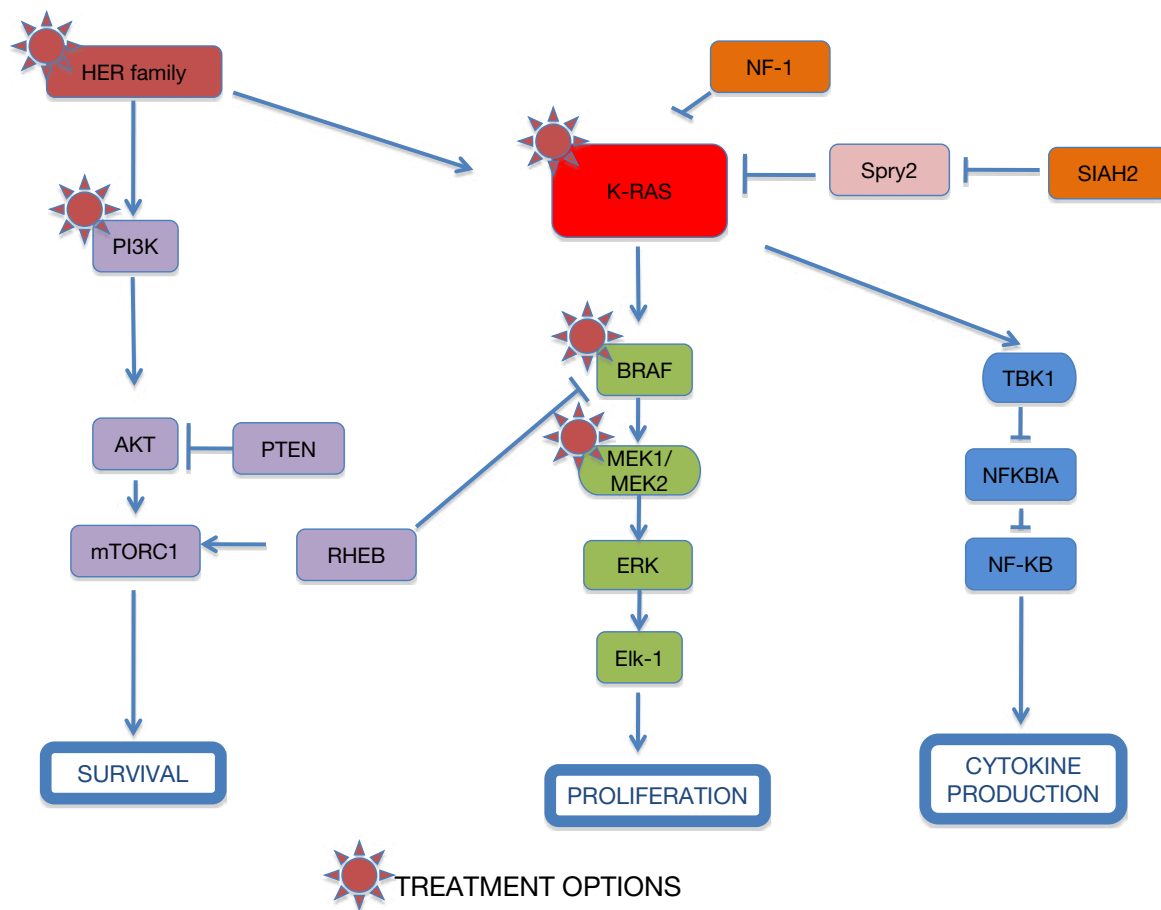 HER family
NF-1
K-RAS
Spry2
SIAH2
PI3K
BRAF
TBK1
AKT
PTEN
MEK1/
MEK2
NFKBIA
mTORC1
RHEB
ERK
NF-KB
Elk-1
SURVIVAL
PROLIFERATION
CYTOKINE
PRODUCTION
TREATMENT OPTIONS